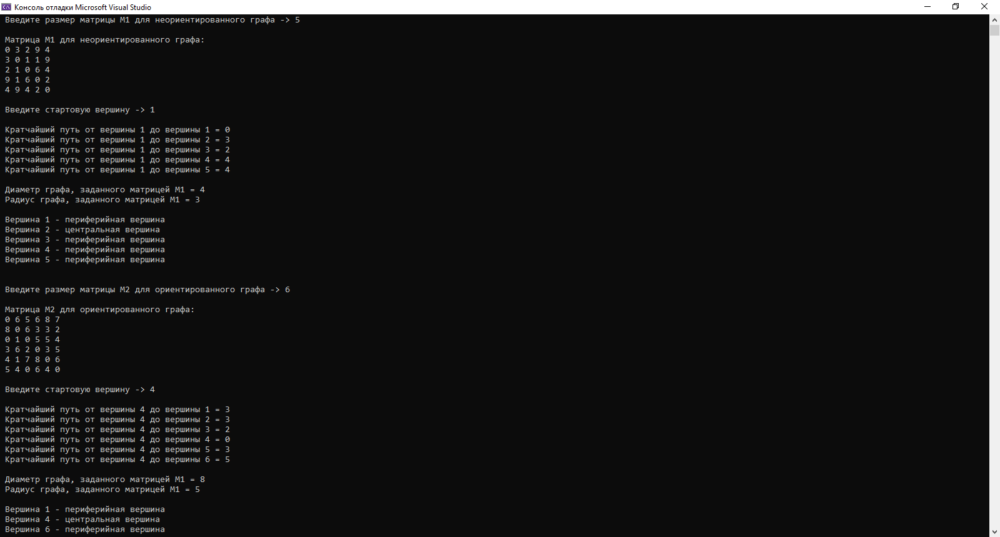 Консоль отладки Microsoft Visual Studio
Введите размер матрицы M1 для неориентированного графа -> 5
Матрица M1 для неориентированного графа:
0 3 2 9 4
3 0 1 1 9
2 1 0 6 4
9 1 6 0 2
4 9 4 2 0
Введите стартовую вершину -> 1
Кратчайший путь от вершины 1 до вершины 1 = 0
Кратчайший путь от вершины 1 до вершины 2 = 3
Кратчайший путь от вершины 1 до вершины 3 = 2
Кратчайший путь от вершины 1 до вершины 4 = 4
Кратчайший путь от вершины 1 до вершины 5 = 4
Диаметр графа, заданного матрицей M1 = 4
Радиус графа, заданного матрицей M1 = 3
Вершина 1 - периферийная вершина
Вершина 2 - центральная вершина
Вершина 3 - периферийная вершина
Вершина 4 - периферийная вершина
Вершина 5 - периферийная вершина
Введите размер матрицы M2 для ориентированного графа -> 6
Матрица M2 для ориентированного графа:
0 6 5 6 8 7
8 0 6 3 3 2
0 1 0 5 5 4
3 6 2 0 3 5
4 1 7 8 0 6
5 4 0 6 4 0
Введите стартовую вершину -> 4
Кратчайший путь от вершины 4 до вершины 1 = 3
Кратчайший путь от вершины 4 до вершины 2 = 3
Кратчайший путь от вершины 4 до вершины 3 = 2
Кратчайший путь от вершины 4 до вершины 4 = 0
Кратчайший путь от вершины 4 до вершины 5 = 3
Кратчайший путь от вершины 4 до вершины 6 = 5
Диаметр графа, заданного матрицей M1 = 8
Радиус графа, заданного матрицей M1 = 5
Вершина 1 - периферийная вершина
Вершина 4 - центральная вершина
Вершина 6 - периферийная вершина